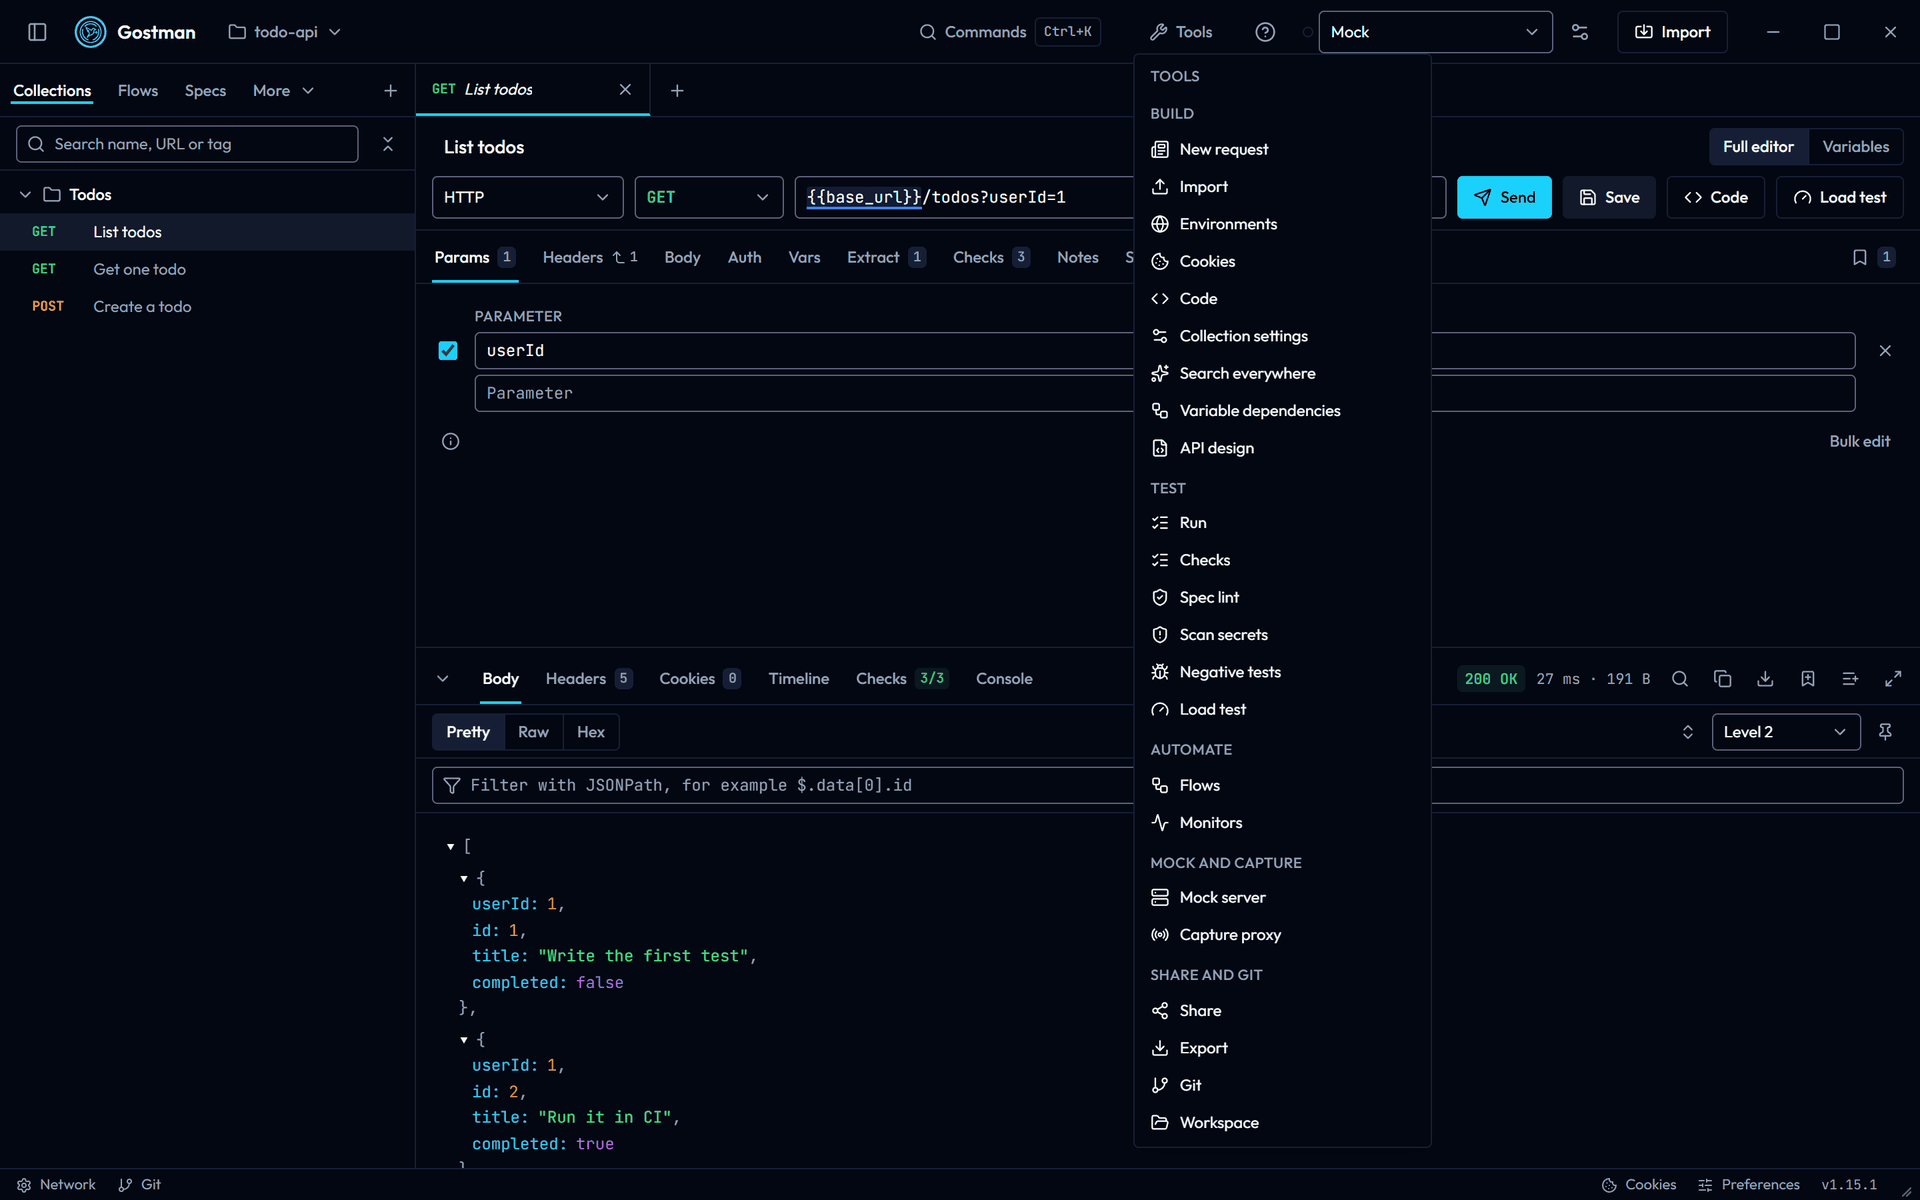 Gostman
todo-api
Commands Ctrl+K
Tools
Mock
Import
Collections Flows Specs More
GET List todos
Search name, URL or tag
Todos
GET List todos
GET Get one todo
POST Create a todo
List todos
Full editor Variables
HTTP GET {{base_url}}/todos?userId=1
Send Save Code Load test
Params 1 Headers 1 Body Auth Vars Extract 1 Checks 3 Notes S
1
PARAMETER
userId
Parameter
Bulk edit
TOOLS
BUILD
New request
Import
Environments
Cookies
Code
Collection settings
Search everywhere
Variable dependencies
API design
TEST
Run
Checks
Spec lint
Scan secrets
Negative tests
Load test
AUTOMATE
Flows
Monitors
MOCK AND CAPTURE
Mock server
Capture proxy
SHARE AND GIT
Share
Export
Git
Workspace
Body Headers 5 Cookies 0 Timeline Checks 3/3 Console
200 OK 27 ms · 191 B
Pretty Raw Hex
Level 2
Filter with JSONPath, for example $.data[0].id
[
{
userId: 1,
id: 1,
title: "Write the first test",
completed: false
},
{
userId: 1,
id: 2,
title: "Run it in CI",
completed: true
}
Network Git
Cookies Preferences v1.15.1